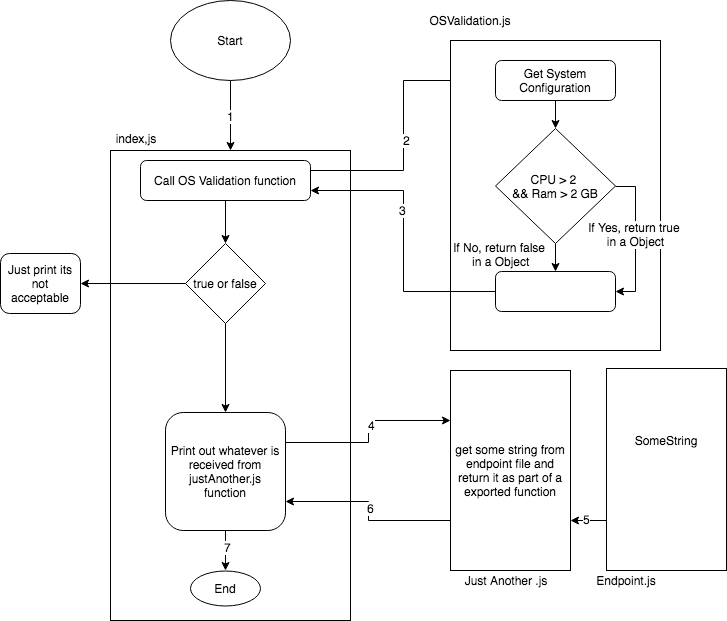 OSValidation.js
Start
Get System
Configuration
1
index,js
2
Call OS Validation function
CPU > 2
&& Ram > 2 GB
3
If Yes, return true
in a Object
If No, return false
in a Object
Just print its
not
acceptable
true or false
4
Print out whatever is
received from
justAnother.js
function
get some string from
endpoint file and
return it as part of a
exported function
SomeString
6
5
7
End
Just Another .js
Endpoint.js